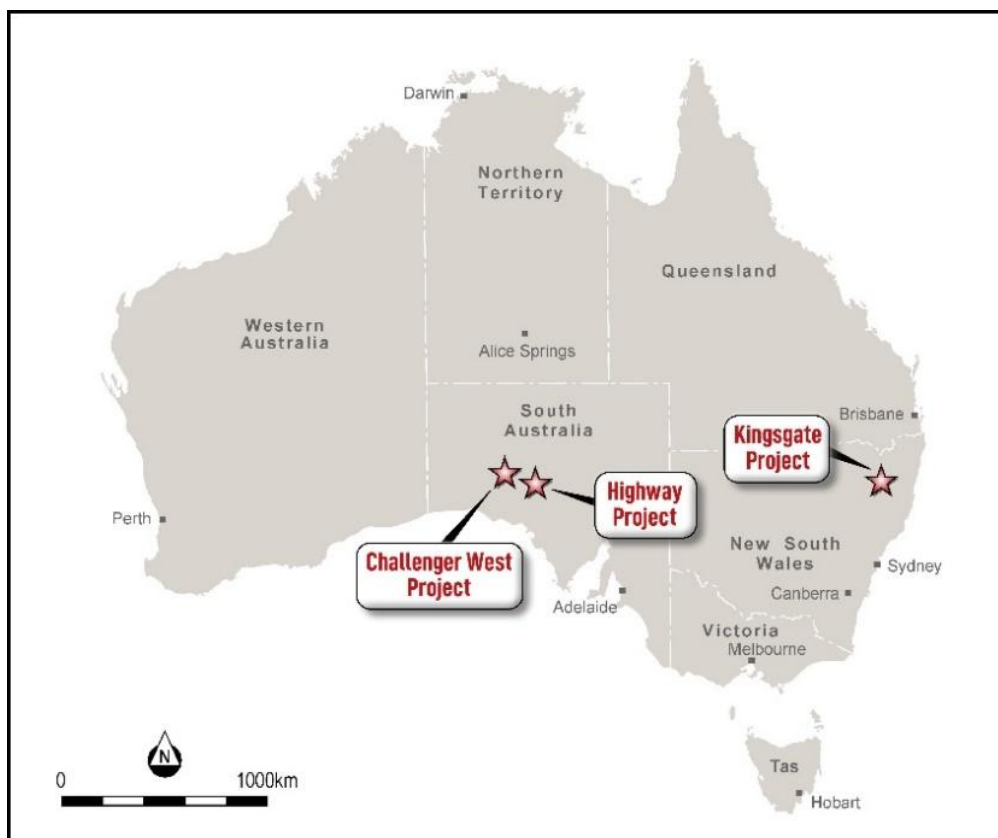 Darwin
Northern
Territory
Queensland
Western
Australia
Alice Springs
South
Australia
Brisbane
Kingsgate
Project
Highway
Project
Perth
Challenger West
Project
New South
Wales
Sydney
Canberra
Adelaide
Victoria
Melbourne
N
0 1000km
Tas
Hobart